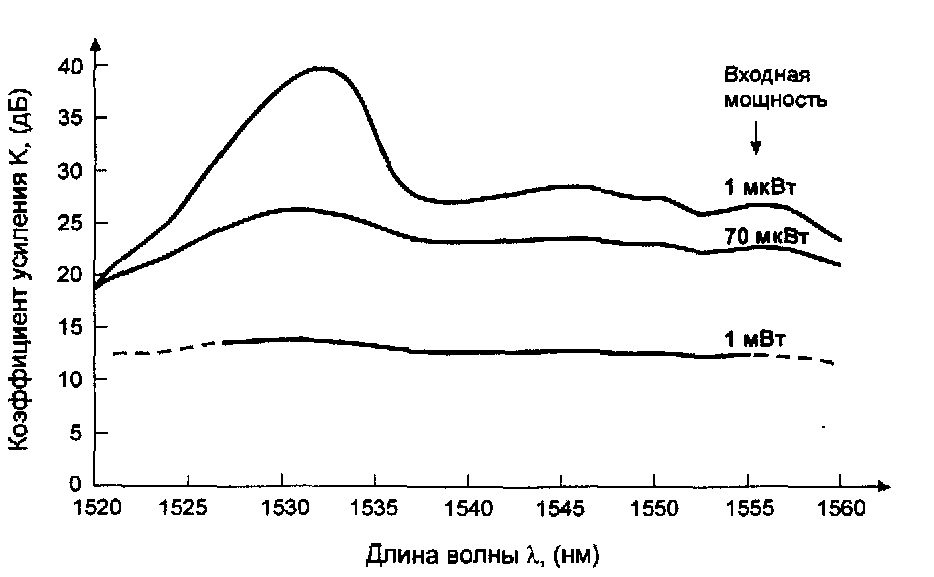 Коэффициент усиления К, (дБ)
40
35
30
25
20
15
10
5
0
Входная
мощность
1 мкВт
70 мкВт
1 мВт
1520 1525 1530 1535 1540 1545 1550 1555 1560
Длина волны λ, (нм)